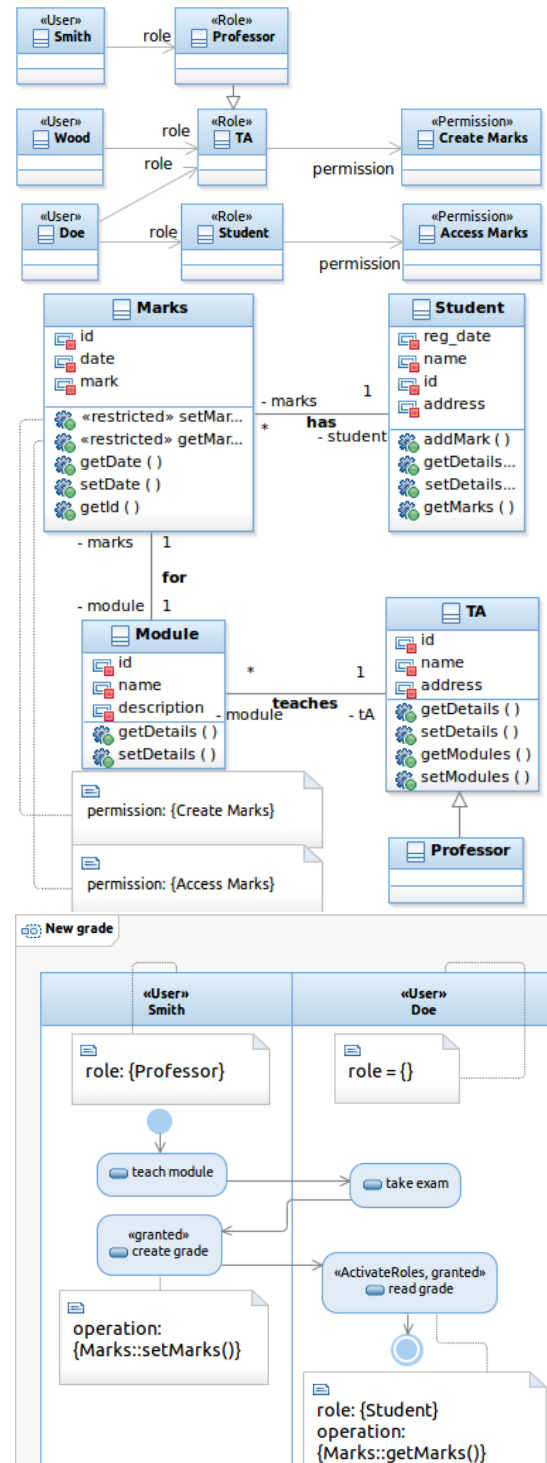 «User»
Smith
role
«Role»
Professor
«User»
Wood
role
«Role»
TA
permission
«Permission»
Create Marks
role
«User»
Doe
role
«Role»
Student
permission
«Permission»
Access Marks
Marks
id
date
mark
«restricted» setMar...
«restricted» getMar...
getDate ( )
setDate ( )
getId ( )
- marks
*
has
1
- student
Student
reg_date
name
id
address
addMark ( )
getDetails...
setDetails...
getMarks ( )
- marks
1
for
- module
1
Module
id
name
description
getDetails ( )
setDetails ( )
*
teaches
1
- module
- tA
TA
id
name
address
getDetails ( )
setDetails ( )
getModules ( )
setModules ( )
permission: {Create Marks}
permission: {Access Marks}
Professor
New grade
«User»
Smith
«User»
Doe
role: {Professor}
role = {}
teach module
take exam
«granted»
create grade
«ActivateRoles, granted»
read grade
operation:
{Marks::setMarks()}
role: {Student}
operation:
{Marks::getMarks()}